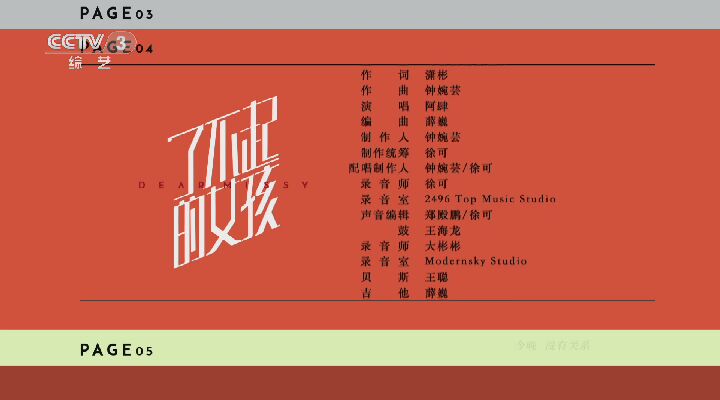 PAGE03
CCTV 3
综艺
PAGE04
了不起
的女孩
DEAR MISSY
作词 潇彬
作曲 钟婉芸
演唱 阿肆
编曲 薛巍
制作人 钟婉芸
制作统筹 徐可
配唱制作人 钟婉芸/徐可
录音师 徐可
录音室 2496 Top Music Studio
声音编辑 郑殿鹏/徐可
鼓 王海龙
录音师 大彬彬
录音室 Modernsky Studio
贝斯 王聪
吉他 薛巍
PAGE05
今晚 没有关系